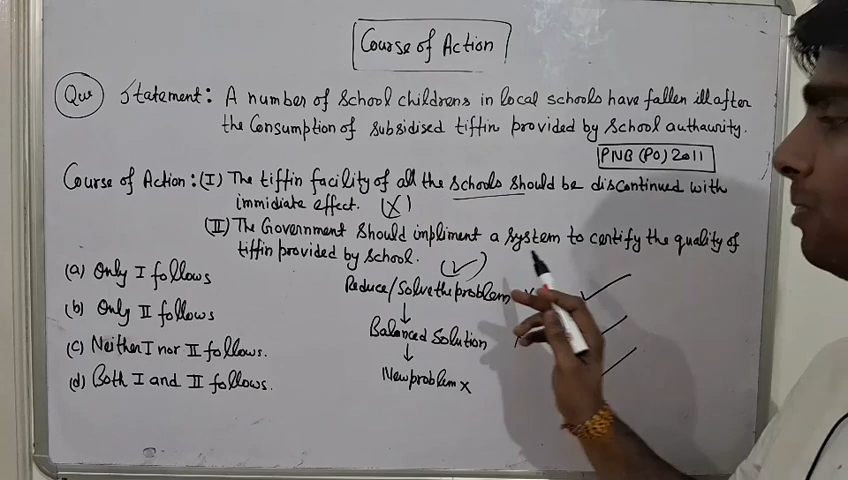 Course of Action
Que Statement: A number of School childrens in local schools have fallen ill after
the Consumption of subsidised tiffin provided by School authaurity.
PNB (PO) 2011
Course of Action: (I) The tiffin facility of all the schools should be discontinued with
immidiate effect. (X)
(II) The Government should impliment a system to certify the quality of
tiffin provided by School. (✓)
(a) Only I follows
(b) Only II follows
(c) Neither I nor II follows.
(d) Both I and II follows.
Reduce/Solve the problem ✓
↓
Balanced Solution
↓
New problem x